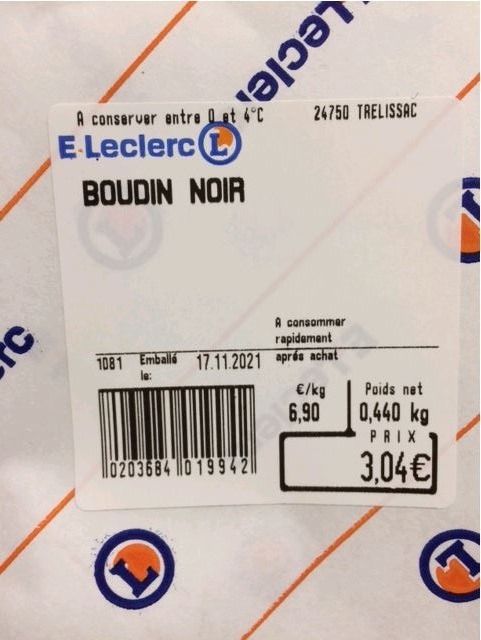 Leclerc
A conserver entre 0 et 4°C
24750 TRELISSAC
E.Leclerc L
BOUDIN NOIR
A consommer
rapidement
après achat
1081 Emballé le: 17.11.2021
€/kg
6,90
Poids net
0,440 kg
PRIX
3,04€
0203684 019942
L
L